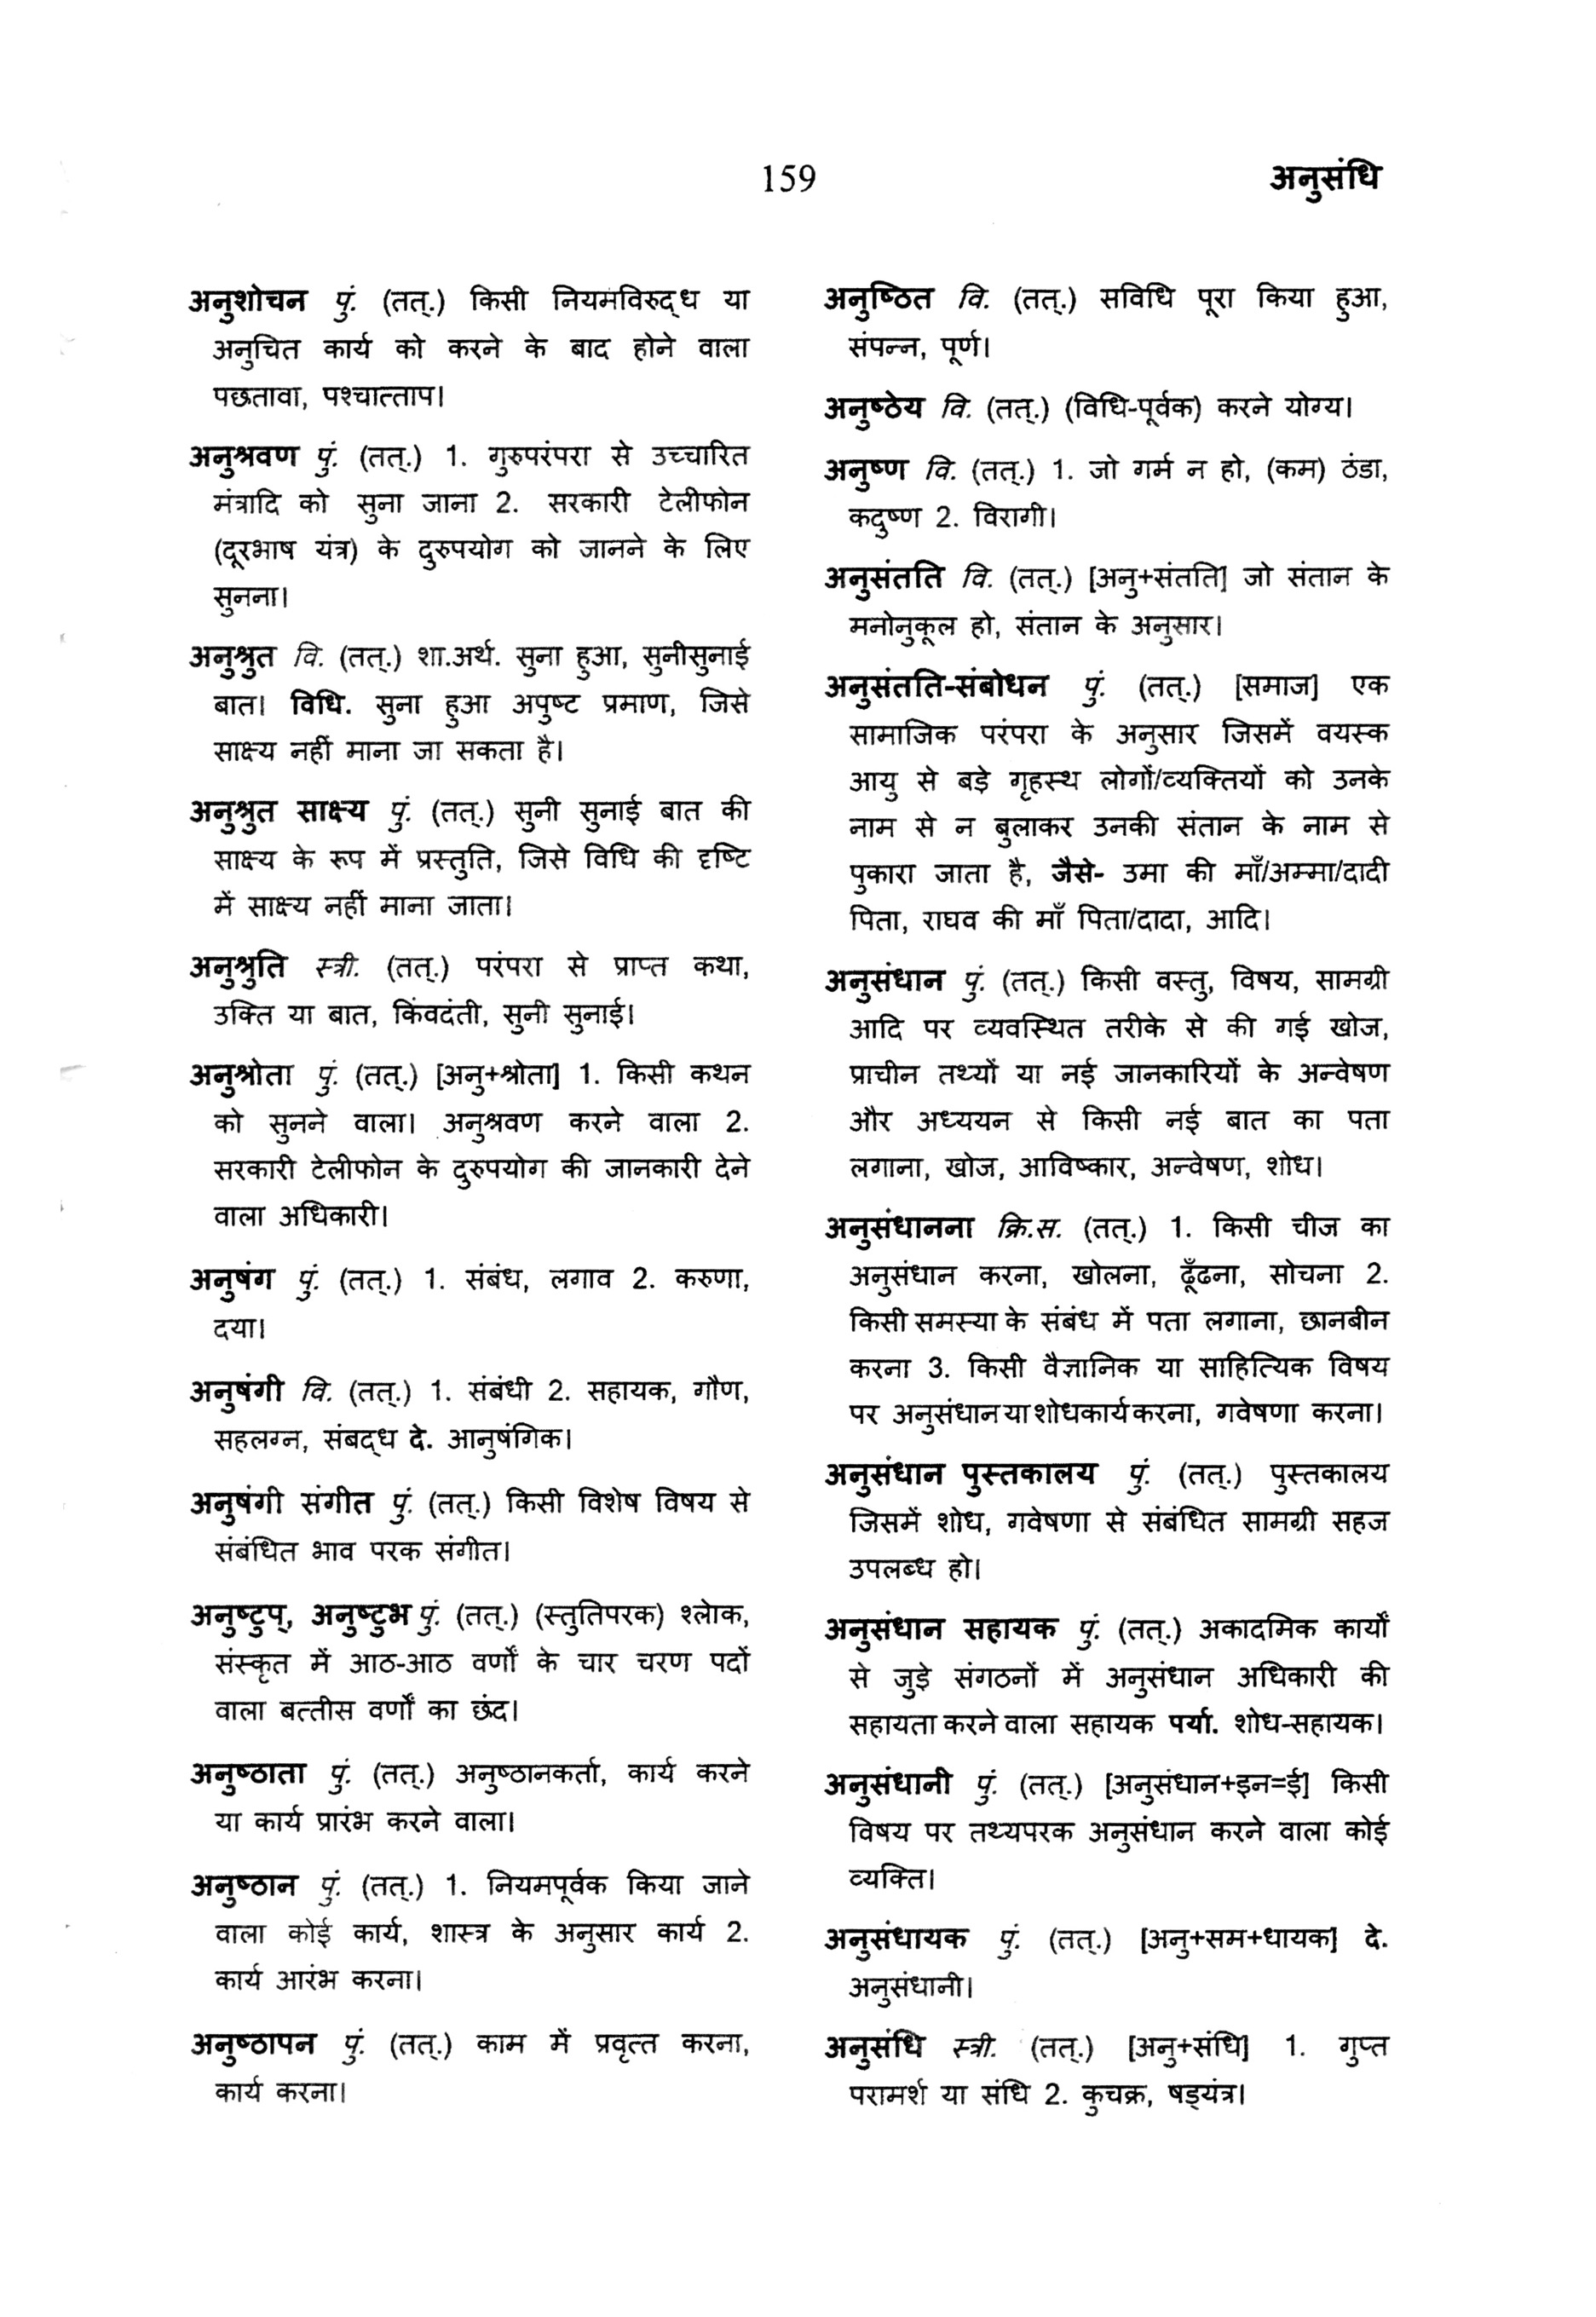 159
अनुसंधि
अनुशोचन पुं. (तत्.) किसी नियमविरुद्ध या
अनुचित कार्य को करने के बाद होने वाला
पछतावा, पश्चात्ताप।
अनुश्रवण पुं. (तत्.) 1. गुरुपरंपरा से उच्चारित
मंत्रादि को सुना जाना 2. सरकारी टेलीफोन
(दूरभाष यंत्र) के दुरुपयोग को जानने के लिए
सुनना।
अनुश्रुत वि. (तत्.) शा.अर्थ. सुना हुआ, सुनीसुनाई
बात। विधि. सुना हुआ अपुष्ट प्रमाण, जिसे
साक्ष्य नहीं माना जा सकता है।
अनुश्रुत साक्ष्य पुं. (तत्.) सुनी सुनाई बात की
साक्ष्य के रूप में प्रस्तुति, जिसे विधि की दृष्टि
में साक्ष्य नहीं माना जाता।
अनुश्रुति स्त्री. (तत्.) परंपरा से प्राप्त कथा,
उक्ति या बात, किंवदंती, सुनी सुनाई।
अनुश्रोता पुं. (तत्.) [अनु+श्रोता] 1. किसी कथन
को सुनने वाला। अनुश्रवण करने वाला 2.
सरकारी टेलीफोन के दुरुपयोग की जानकारी देने
वाला अधिकारी।
अनुषंग पुं. (तत्.) 1. संबंध, लगाव 2. करुणा,
दया।
अनुषंगी वि. (तत्.) 1. संबंधी 2. सहायक, गौण,
सहलग्न, संबद्ध दे. आनुषंगिक।
अनुषंगी संगीत पुं. (तत्.) किसी विशेष विषय से
संबंधित भाव परक संगीत।
अनुष्टुप्, अनुष्टुभ पुं. (तत्.) (स्तुतिपरक) श्लोक,
संस्कृत में आठ-आठ वर्णों के चार चरण पदों
वाला बत्तीस वर्णों का छंद।
अनुष्ठाता पुं. (तत्.) अनुष्ठानकर्ता, कार्य करने
या कार्य प्रारंभ करने वाला।
अनुष्ठान पुं. (तत्.) 1. नियमपूर्वक किया जाने
वाला कोई कार्य, शास्त्र के अनुसार कार्य 2.
कार्य आरंभ करना।
अनुष्ठापन पुं. (तत्.) काम में प्रवृत्त करना,
कार्य करना।
अनुष्ठित वि. (तत्.) सविधि पूरा किया हुआ,
संपन्न, पूर्ण।
अनुष्ठेय वि. (तत्.) (विधि-पूर्वक) करने योग्य।
अनुष्ण वि. (तत्.) 1. जो गर्म न हो, (कम) ठंडा,
कदुष्ण 2. विरागी।
अनुसंतति वि. (तत्.) [अनु+संतति] जो संतान के
मनोनुकूल हो, संतान के अनुसार।
अनुसंतति-संबोधन पुं. (तत्.) [समाज] एक
सामाजिक परंपरा के अनुसार जिसमें वयस्क
आयु से बड़े गृहस्थ लोगों/व्यक्तियों को उनके
नाम से न बुलाकर उनकी संतान के नाम से
पुकारा जाता है, जैसे- उमा की माँ/अम्मा/दादी
पिता, राघव की माँ पिता/दादा, आदि।
अनुसंधान पुं. (तत्.) किसी वस्तु, विषय, सामग्री
आदि पर व्यवस्थित तरीके से की गई खोज,
प्राचीन तथ्यों या नई जानकारियों के अन्वेषण
और अध्ययन से किसी नई बात का पता
लगाना, खोज, आविष्कार, अन्वेषण, शोध।
अनुसंधानना क्रि.स. (तत्.) 1. किसी चीज का
अनुसंधान करना, खोलना, ढूँढना, सोचना 2.
किसी समस्या के संबंध में पता लगाना, छानबीन
करना 3. किसी वैज्ञानिक या साहित्यिक विषय
पर अनुसंधान या शोधकार्य करना, गवेषणा करना।
अनुसंधान पुस्तकालय पुं. (तत्.) पुस्तकालय
जिसमें शोध, गवेषणा से संबंधित सामग्री सहज
उपलब्ध हो।
अनुसंधान सहायक पुं. (तत्.) अकादमिक कार्यों
से जुड़े संगठनों में अनुसंधान अधिकारी की
सहायता करने वाला सहायक पर्या. शोध-सहायक।
अनुसंधानी पुं. (तत्.) [अनुसंधान+इन=ई] किसी
विषय पर तथ्यपरक अनुसंधान करने वाला कोई
व्यक्ति।
अनुसंधायक पुं. (तत्.) [अनु+सम+धायक] दे.
अनुसंधानी।
अनुसंधि स्त्री. (तत्.) [अनु+संधि] 1. गुप्त
परामर्श या संधि 2. कुचक्र, षड्यंत्र।